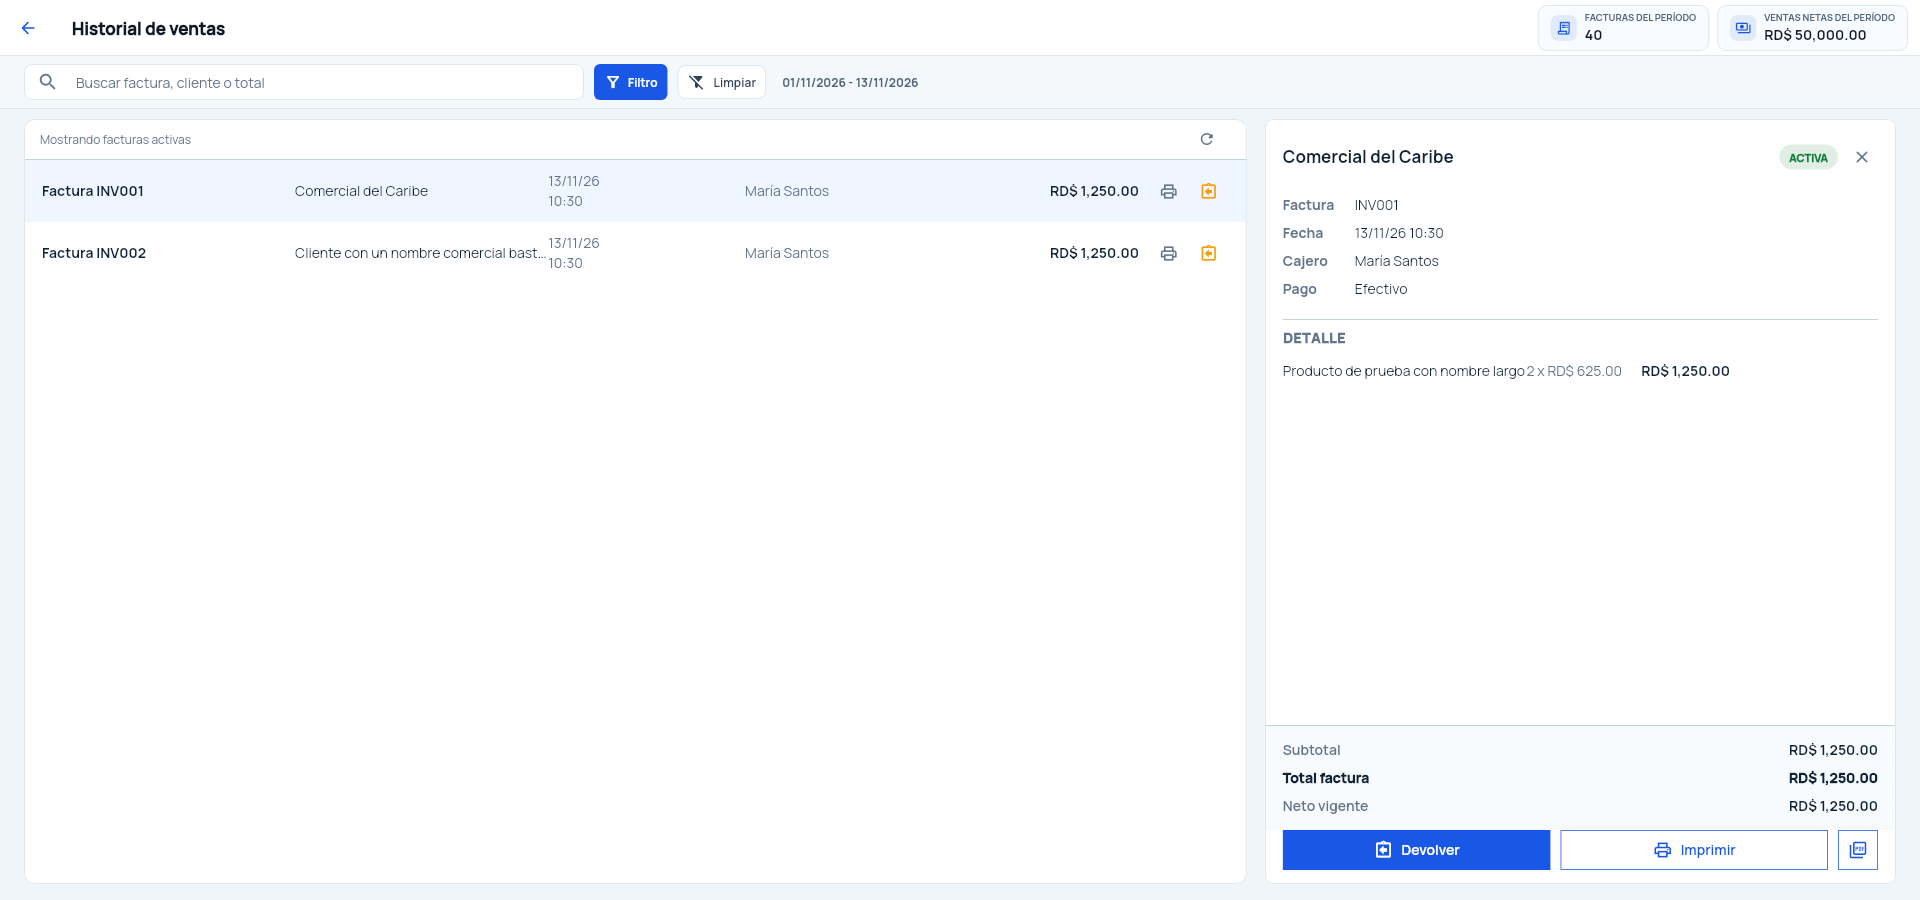 Historial de ventas
FACTURAS DEL PERÍODO
40
VENTAS NETAS DEL PERÍODO
RD$ 50,000.00
Buscar factura, cliente o total
Filtro
Limpiar
01/11/2026 - 13/11/2026
Mostrando facturas activas
Factura INV001
Comercial del Caribe
13/11/26
10:30
María Santos
RD$ 1,250.00
Factura INV002
Cliente con un nombre comercial bast...
13/11/26
10:30
María Santos
RD$ 1,250.00
Comercial del Caribe
ACTIVA
Factura INV001
Fecha 13/11/26 10:30
Cajero María Santos
Pago Efectivo
DETALLE
Producto de prueba con nombre largo 2 x RD$ 625.00 RD$ 1,250.00
Subtotal RD$ 1,250.00
Total factura RD$ 1,250.00
Neto vigente RD$ 1,250.00
Devolver
Imprimir
PDF